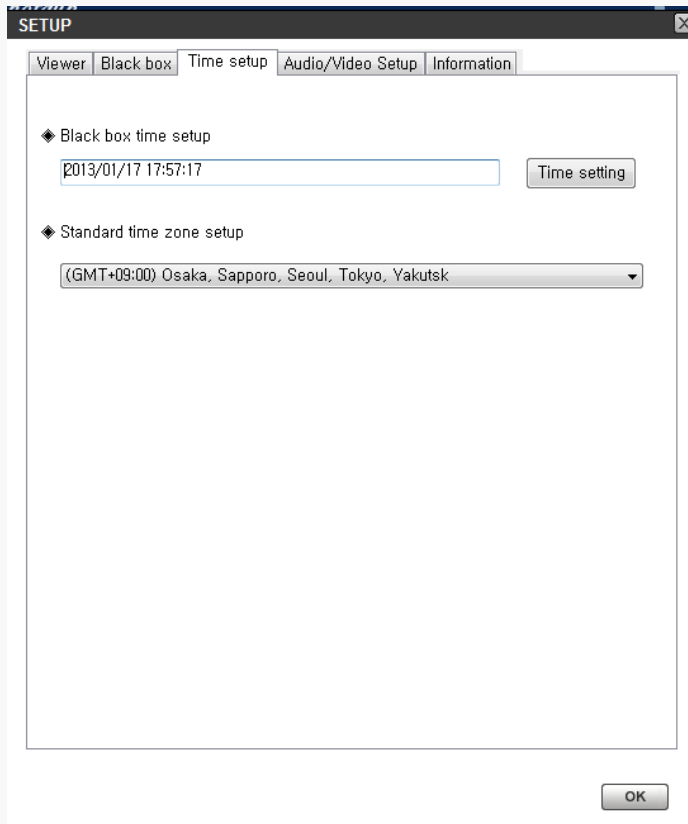 SETUP
Viewer Black box Time setup Audio/Video Setup Information
◈ Black box time setup
2013/01/17 17:57:17 Time setting
◈ Standard time zone setup
(GMT+09:00) Osaka, Sapporo, Seoul, Tokyo, Yakutsk
OK